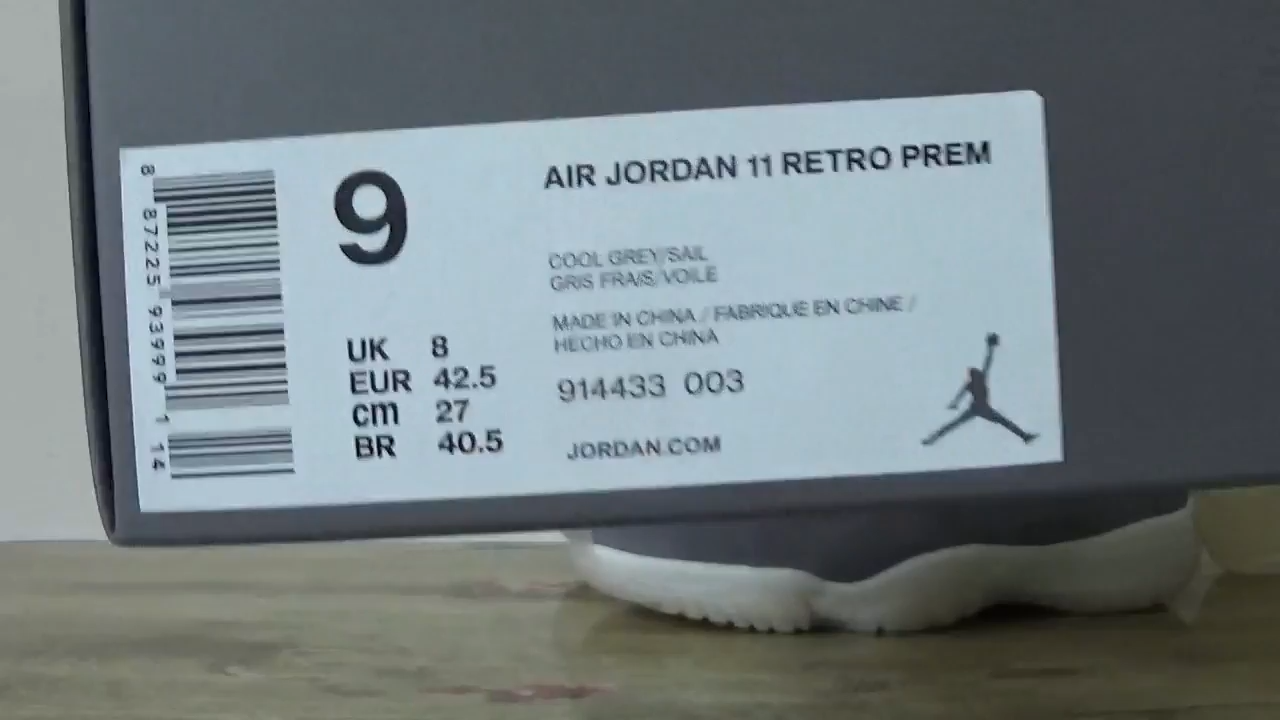 8 87225 93999 1 14
9
UK 8
EUR 42.5
cm 27
BR 40.5
AIR JORDAN 11 RETRO PREM
COOL GREY/SAIL
GRIS FRAIS/VOILE
MADE IN CHINA / FABRIQUE EN CHINE /
HECHO EN CHINA
914433 003
JORDAN.COM